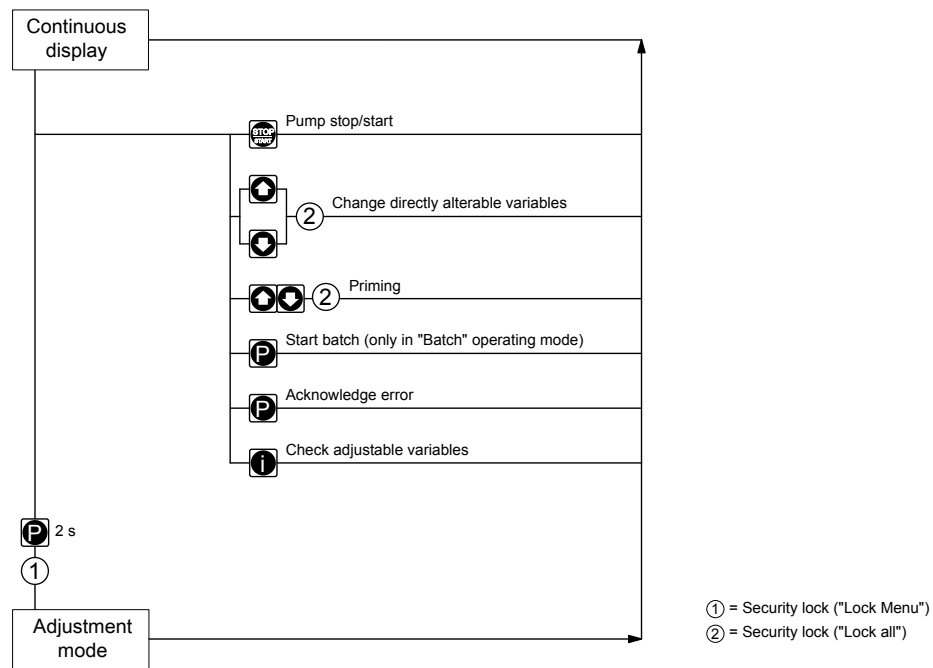 Continuous
display
STOP
START
Pump stop/start
2
Change directly alterable variables
2
Priming
P
Start batch (only in "Batch" operating mode)
P
Acknowledge error
i
Check adjustable variables
P 2 s
1
Adjustment
mode
1 = Security lock ("Lock Menu")
2 = Security lock ("Lock all")